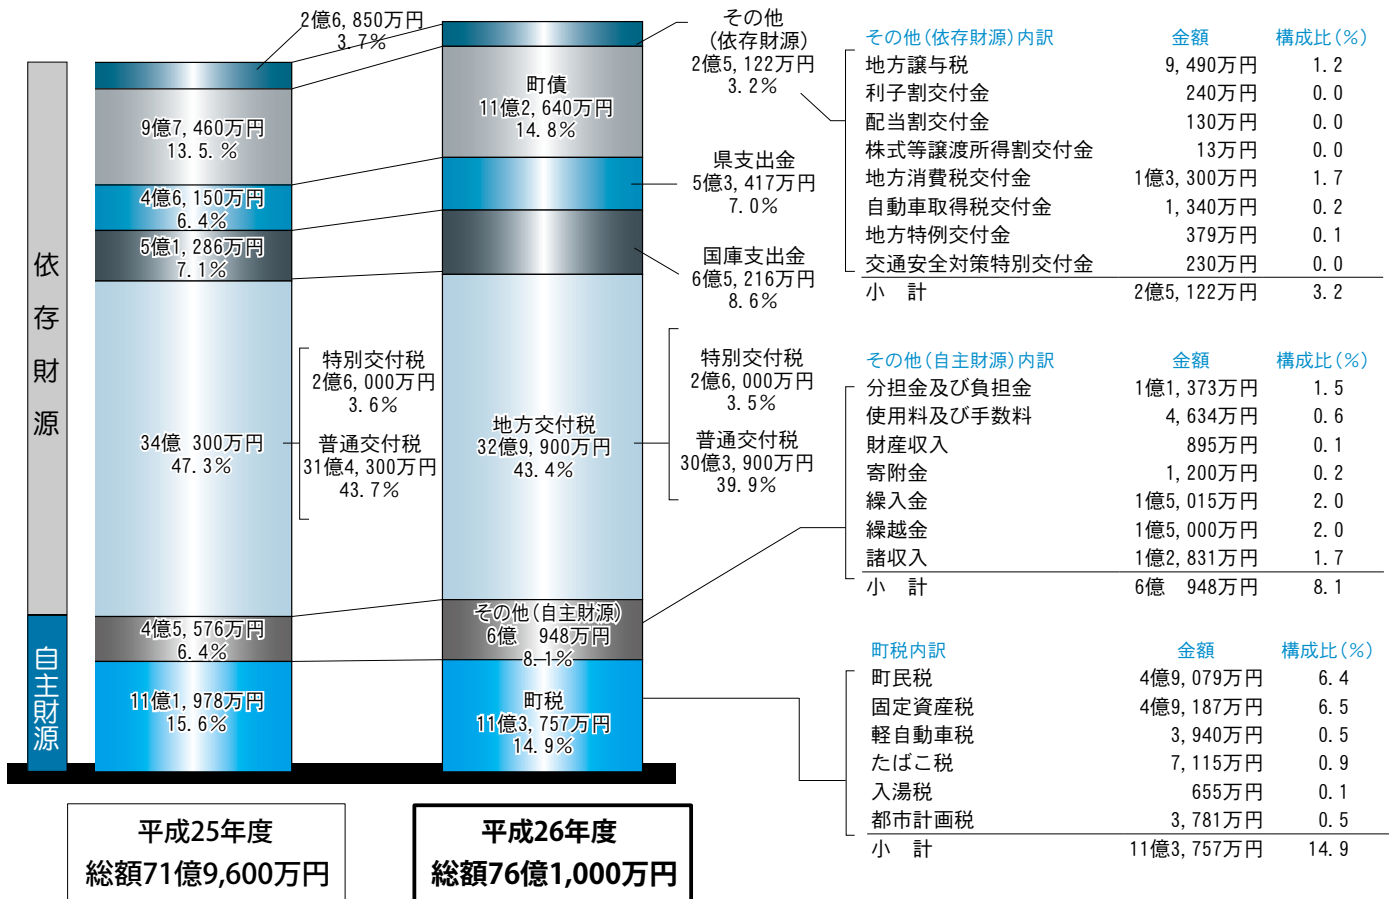 依存財源
自主財源
2億6,850万円
3.7%
9億7,460万円
13.5.%
4億6,150万円
6.4%
5億1,286万円
7.1%
34億 300万円
47.3%
特別交付税
2億6,000万円
3.6%
普通交付税
31億4,300万円
43.7%
4億5,576万円
6.4%
11億1,978万円
15.6%
平成25年度
総額71億9,600万円
その他
(依存財源)
2億5,122万円
3.2%
町債
11億2,640万円
14.8%
県支出金
5億3,417万円
7.0%
国庫支出金
6億5,216万円
8.6%
地方交付税
32億9,900万円
43.4%
特別交付税
2億6,000万円
3.5%
普通交付税
30億3,900万円
39.9%
その他(自主財源)
6億 948万円
8.1%
町税
11億3,757万円
14.9%
平成26年度
総額76億1,000万円
その他(依存財源)内訳 金額 構成比(%)
地方譲与税 9,490万円 1.2
利子割交付金 240万円 0.0
配当割交付金 130万円 0.0
株式等譲渡所得割交付金 13万円 0.0
地方消費税交付金 1億3,300万円 1.7
自動車取得税交付金 1,340万円 0.2
地方特例交付金 379万円 0.1
交通安全対策特別交付金 230万円 0.0
小 計 2億5,122万円 3.2
その他(自主財源)内訳 金額 構成比(%)
分担金及び負担金 1億1,373万円 1.5
使用料及び手数料 4,634万円 0.6
財産収入 895万円 0.1
寄附金 1,200万円 0.2
繰入金 1億5,015万円 2.0
繰越金 1億5,000万円 2.0
諸収入 1億2,831万円 1.7
小 計 6億 948万円 8.1
町税内訳 金額 構成比(%)
町民税 4億9,079万円 6.4
固定資産税 4億9,187万円 6.5
軽自動車税 3,940万円 0.5
たばこ税 7,115万円 0.9
入湯税 655万円 0.1
都市計画税 3,781万円 0.5
小 計 11億3,757万円 14.9